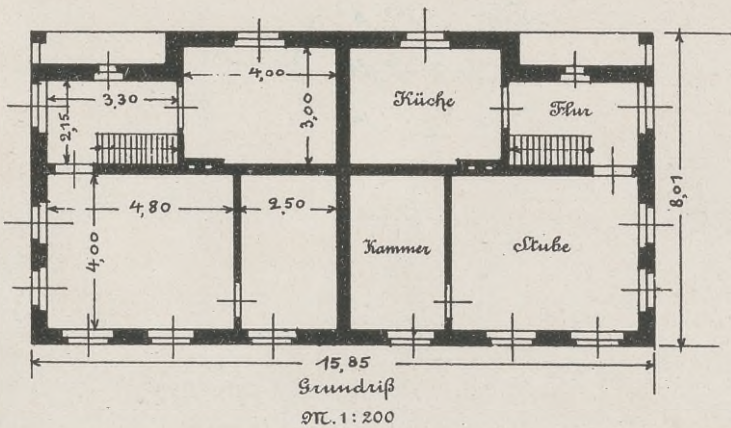 4,00
3,30
2,15
3,00
Küche
Flur
8,01
4,80
2,50
4,00
Kammer
Stube
15,85
Grundriß
M. 1:200